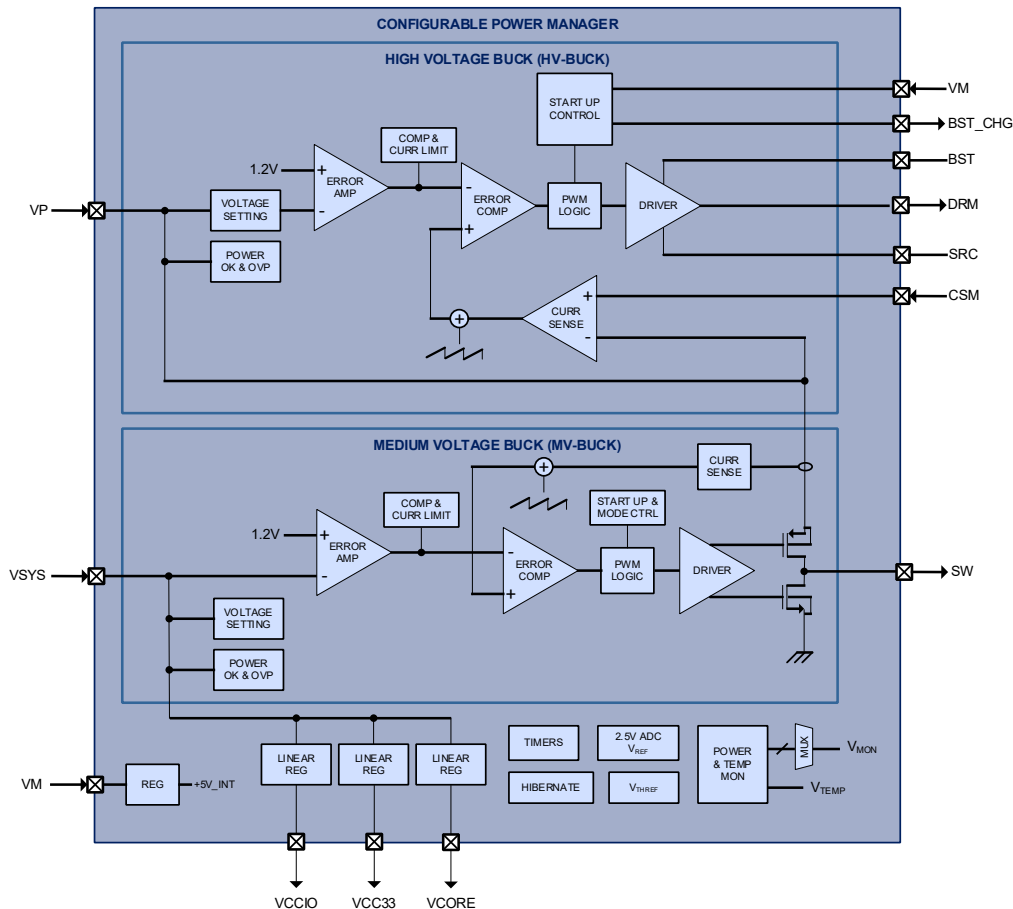 CONFIGURABLE POWER MANAGER
HIGH VOLTAGE BUCK (HV-BUCK)
START UP
CONTROL
VM
BST_CHG
COMP &
CURR LIMIT
1.2V
+
ERROR
AMP
-
-
ERROR
COMP
+
PWM
LOGIC
DRIVER
BST
DRM
SRC
VP
VOLTAGE
SETTING
POWER
OK & OVP
CSM
+
CURR
SENSE
-
+
MEDIUM VOLTAGE BUCK (MV-BUCK)
CURR
SENSE
+
COMP &
CURR LIMIT
START UP &
MODE CTRL
1.2V
+
ERROR
AMP
-
-
ERROR
COMP
+
PWM
LOGIC
DRIVER
VSYS
SW
VOLTAGE
SETTING
POWER
OK & OVP
LINEAR
REG
LINEAR
REG
LINEAR
REG
TIMERS
2.5V ADC
VREF
POWER
& TEMP
MON
MUX
VMON
VM
REG
+5V_INT
HIBERNATE
VTHREF
VTEMP
VCCIO
VCC33
VCORE